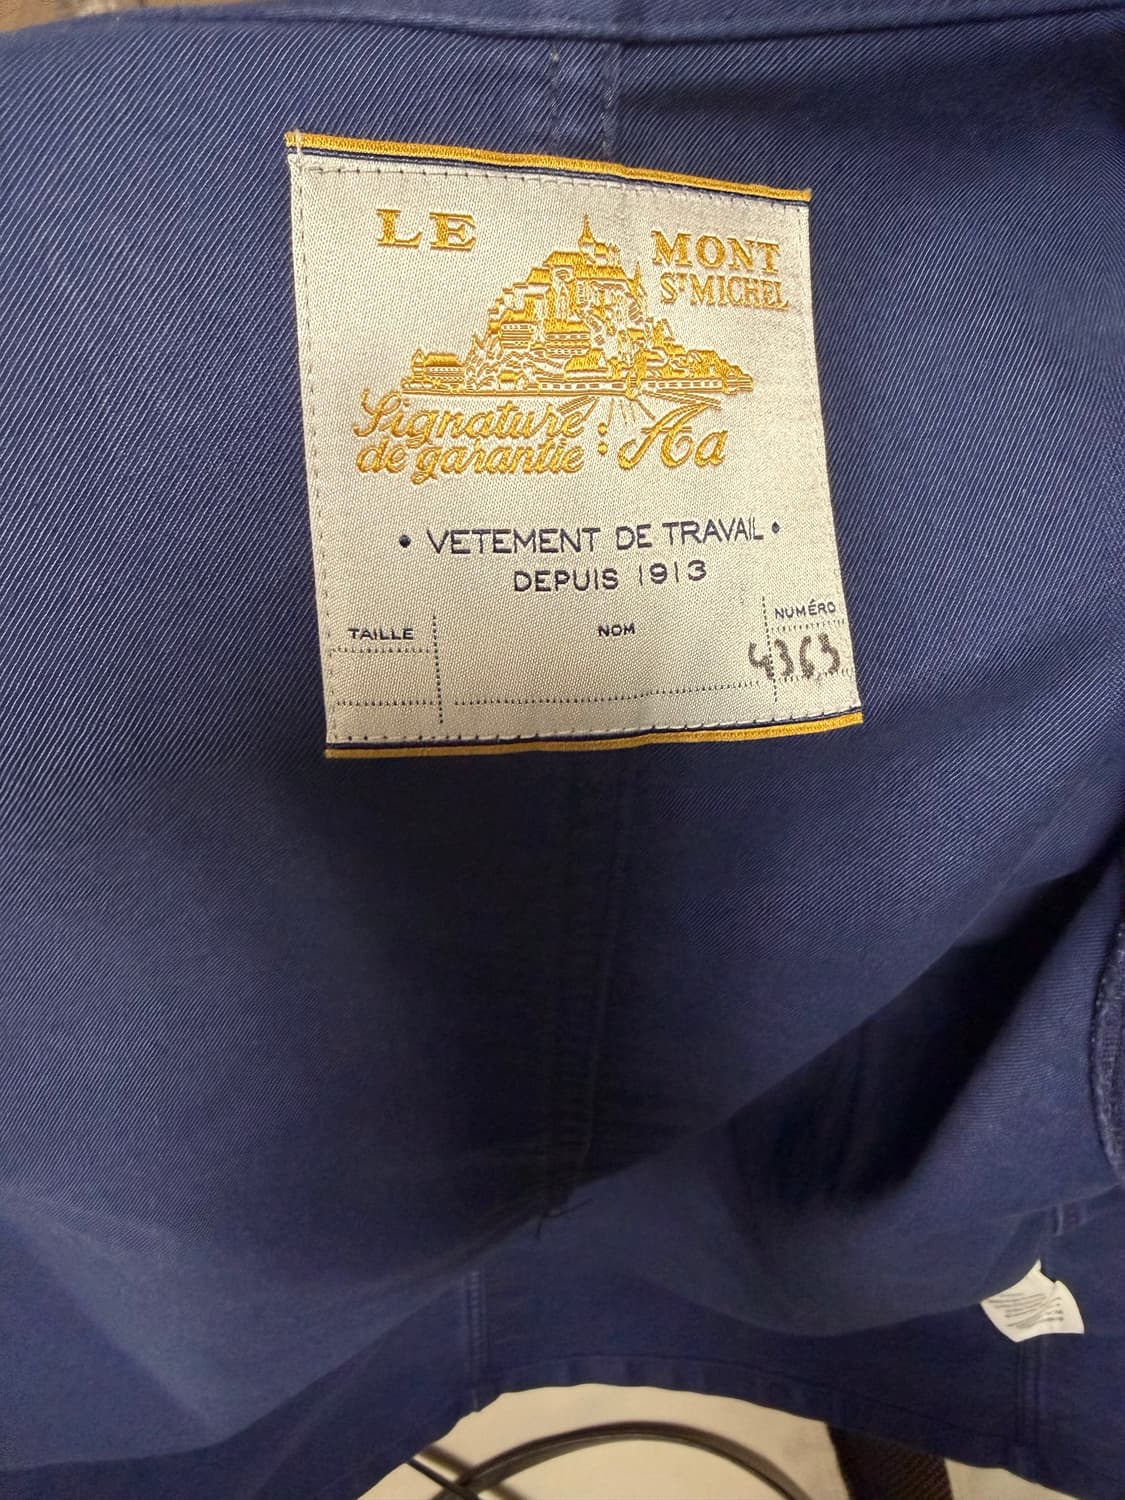 LE MONT
ST MICHEL
Signature : Aa
de garantie
• VETEMENT DE TRAVAIL •
DEPUIS 1913
TAILLE NOM NUMÉRO
4363